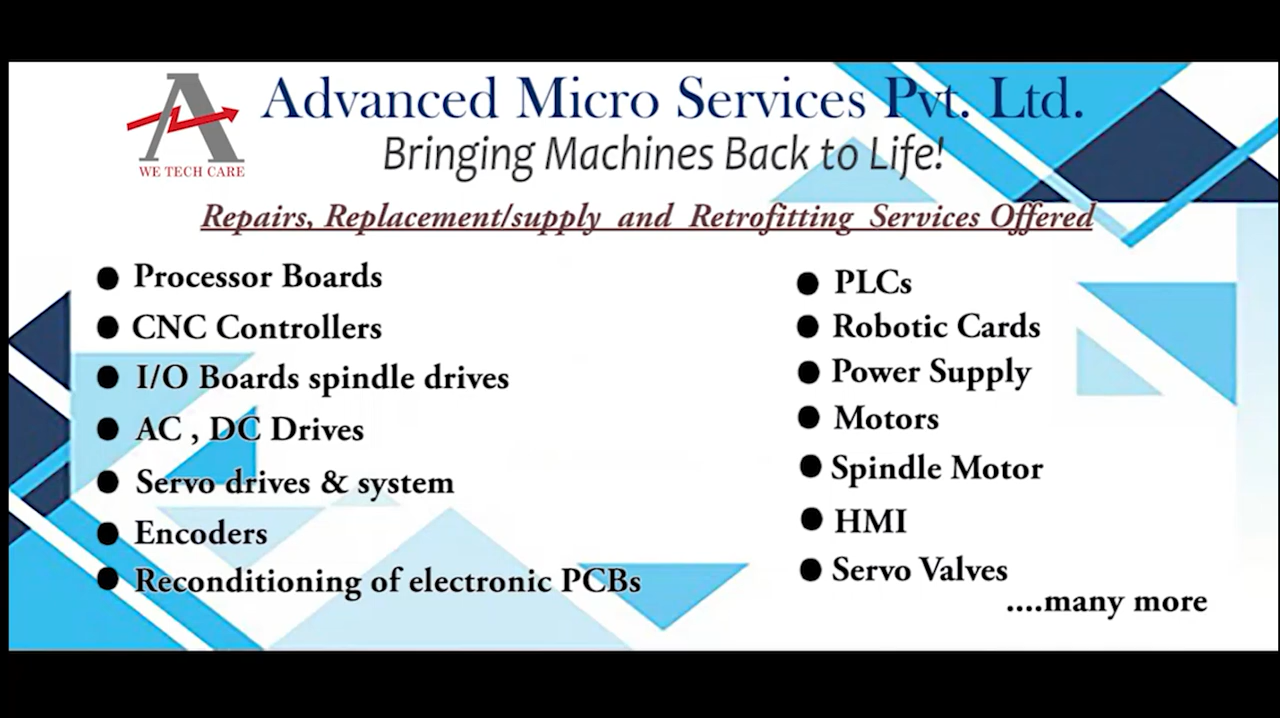 Advanced Micro Services Pvt. Ltd.
WE TECH CARE
Bringing Machines Back to Life!
Repairs, Replacement/supply and Retrofitting Services Offered
● Processor Boards
● CNC Controllers
● I/O Boards spindle drives
● AC , DC Drives
● Servo drives & system
● Encoders
● Reconditioning of electronic PCBs
● PLCs
● Robotic Cards
● Power Supply
● Motors
● Spindle Motor
● HMI
● Servo Valves
....many more